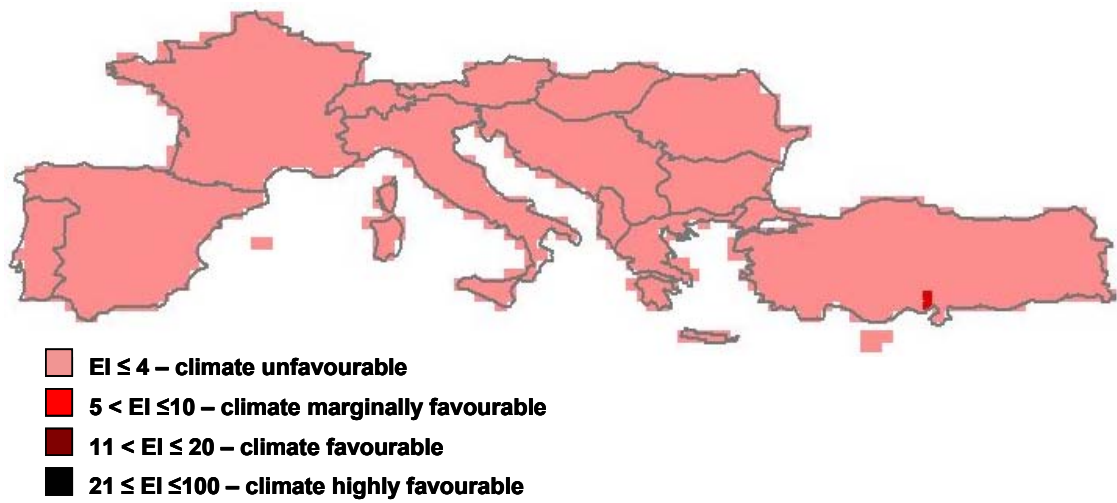 EI ≤ 4 – climate unfavourable
5 < EI ≤10 – climate marginally favourable
11 < EI ≤ 20 – climate favourable
21 ≤ EI ≤100 – climate highly favourable